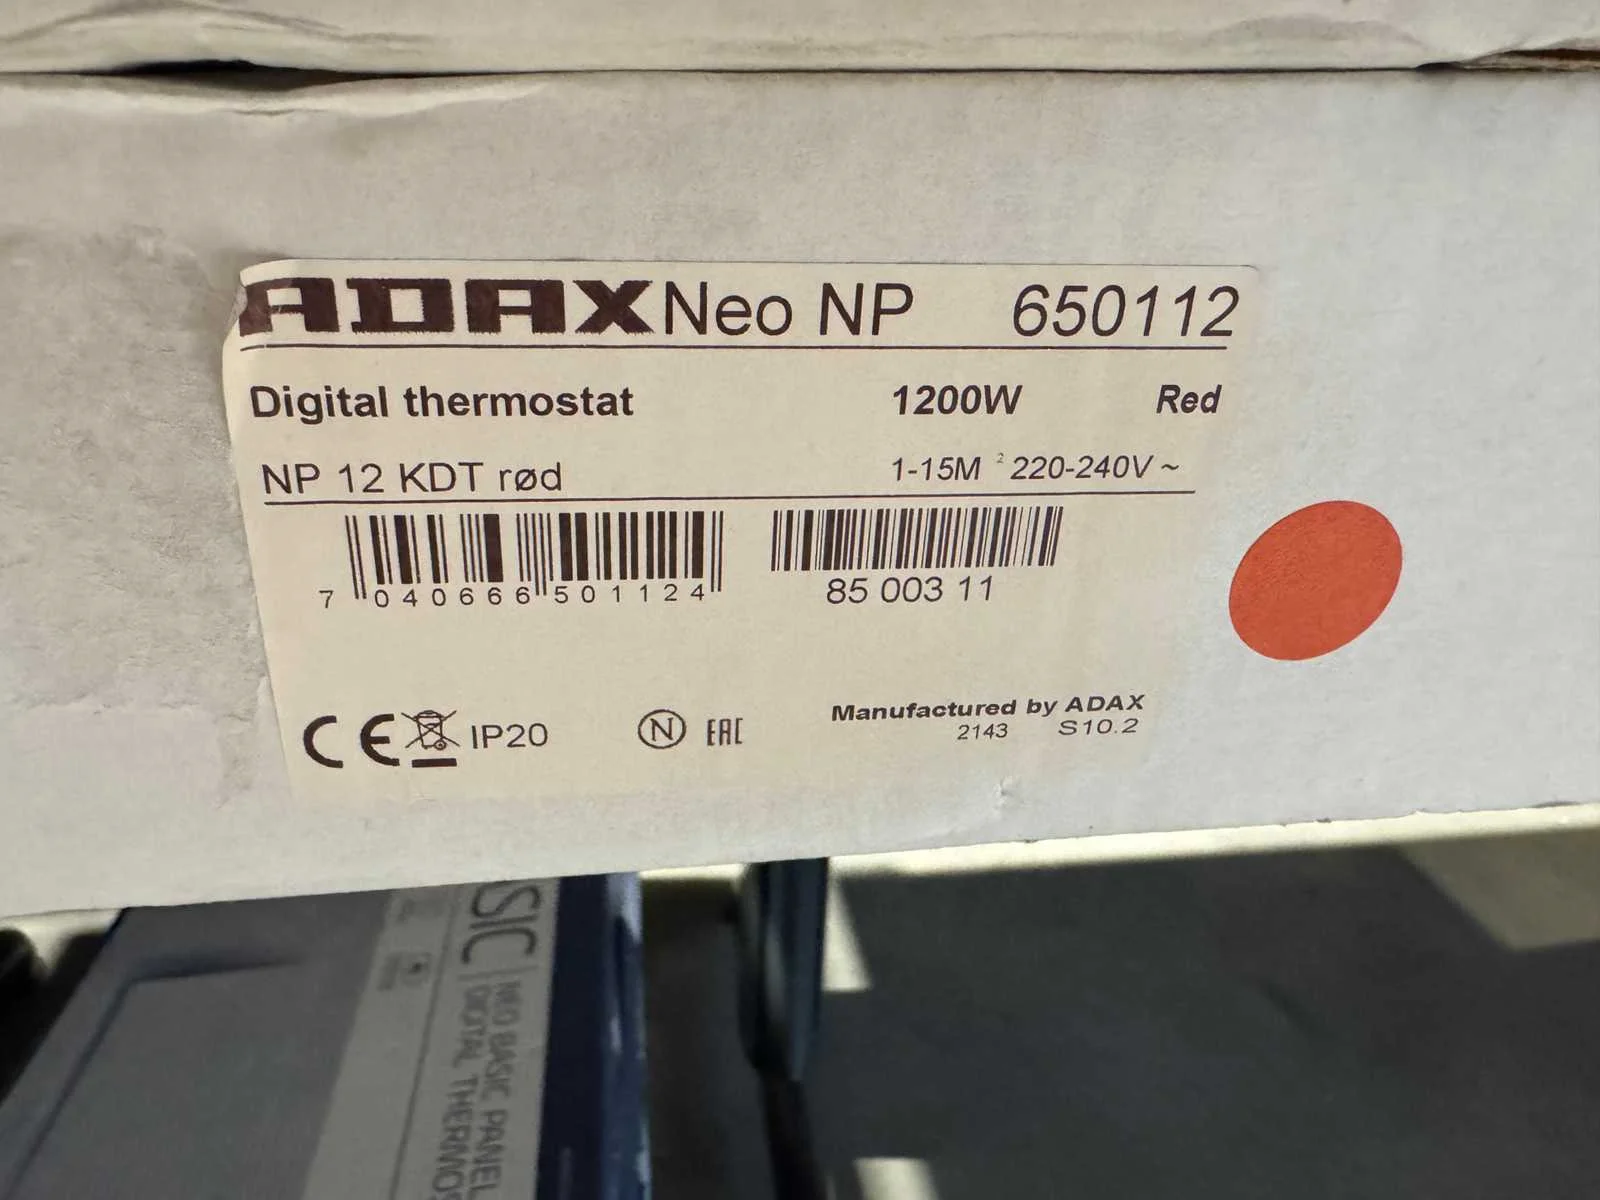 ADAX Neo NP 650112
Digital thermostat 1200W Red
NP 12 KDT rød 1-15M ² 220-240V ~
7 040666 501124
85 003 11
CE IP20 N EAC
Manufactured by ADAX
2143 S10.2
SIC
NEO BASIC PANEL
DIGITAL THERMOS